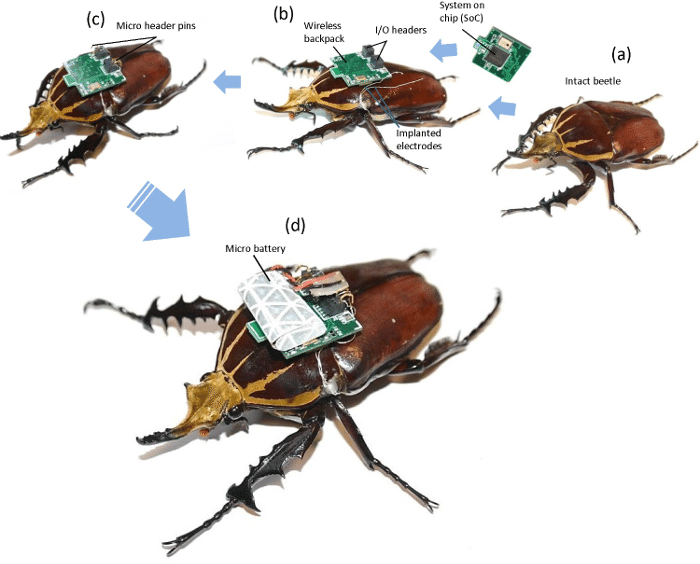 (c)
Micro header pins
(b)
Wireless
backpack
I/O headers
System on
chip (SoC)
(a)
Intact beetle
Implanted
electrodes
(d)
Micro battery